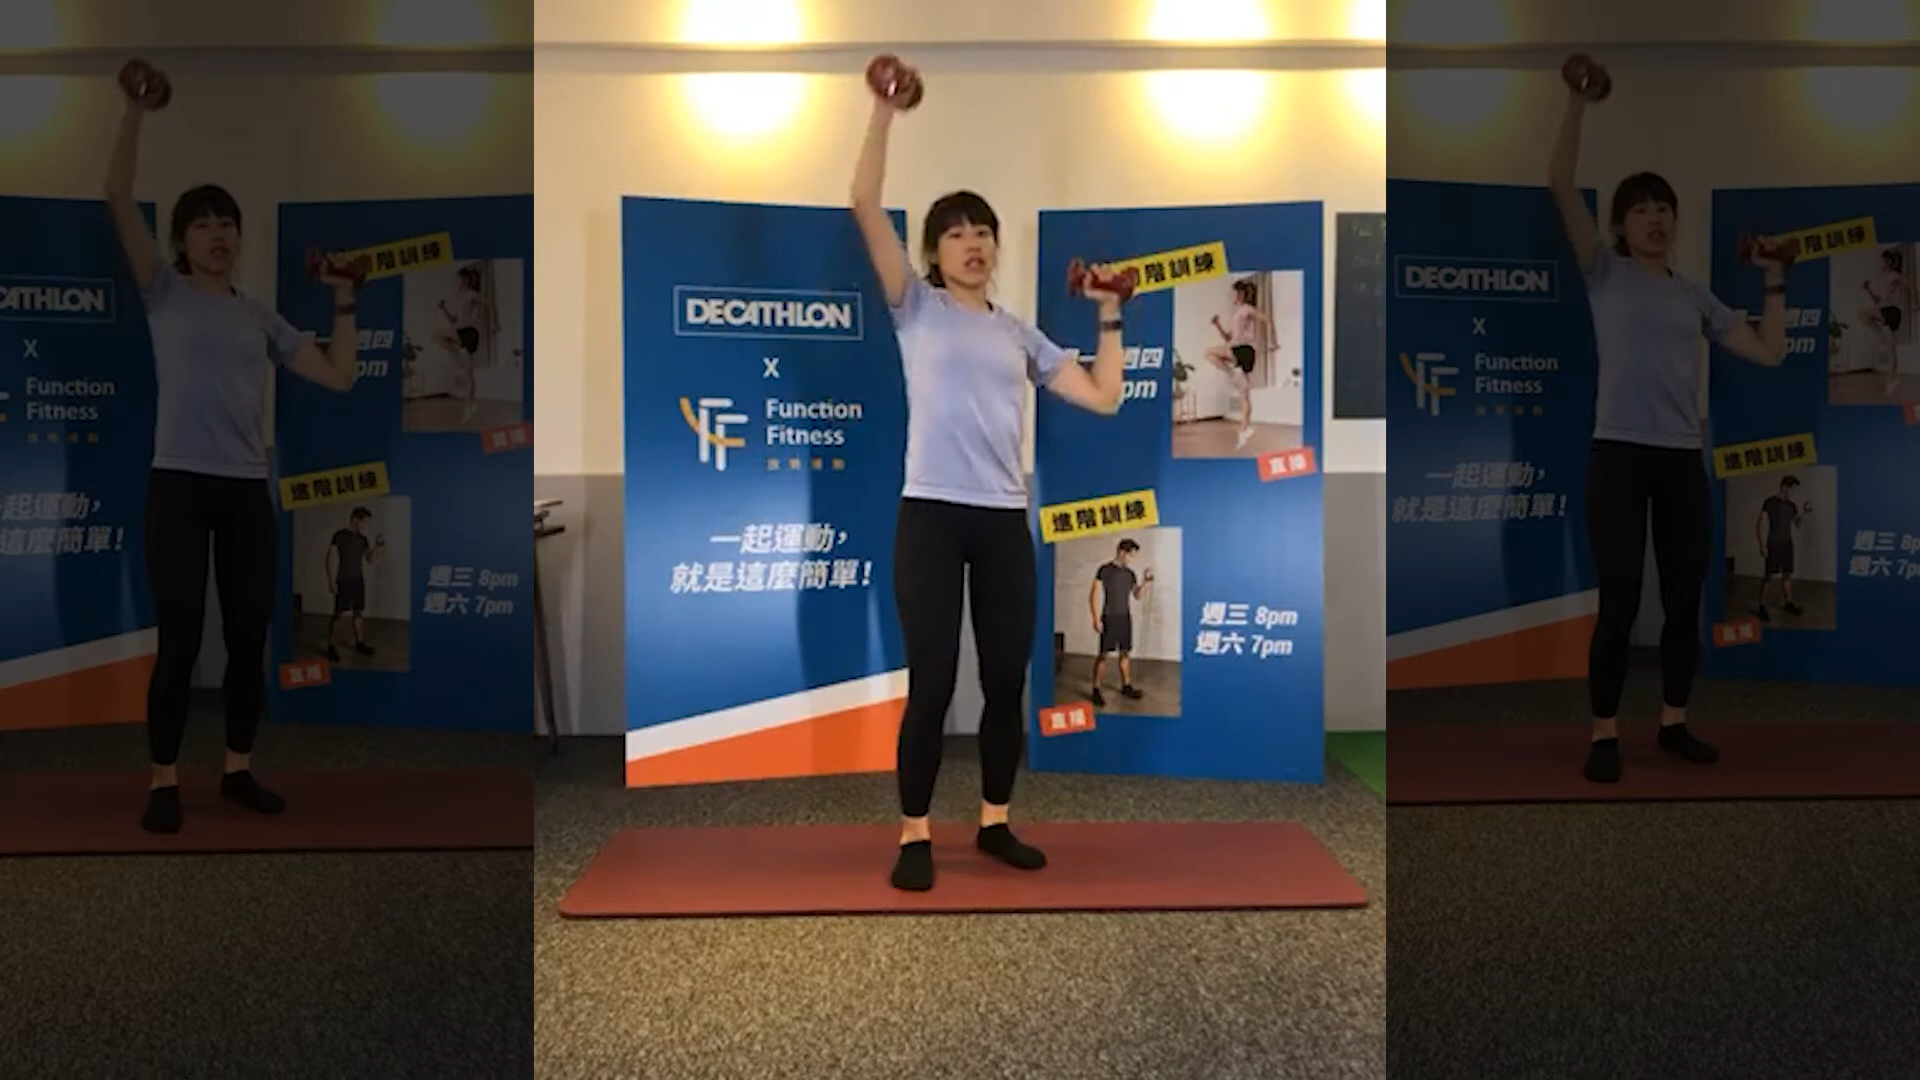 DECATHLON
X
Function
Fitness
一起運動,
就是這麼簡單!
階訓練
週四
pm
直播
進階訓練
週三 8pm
週六 7pm
直播